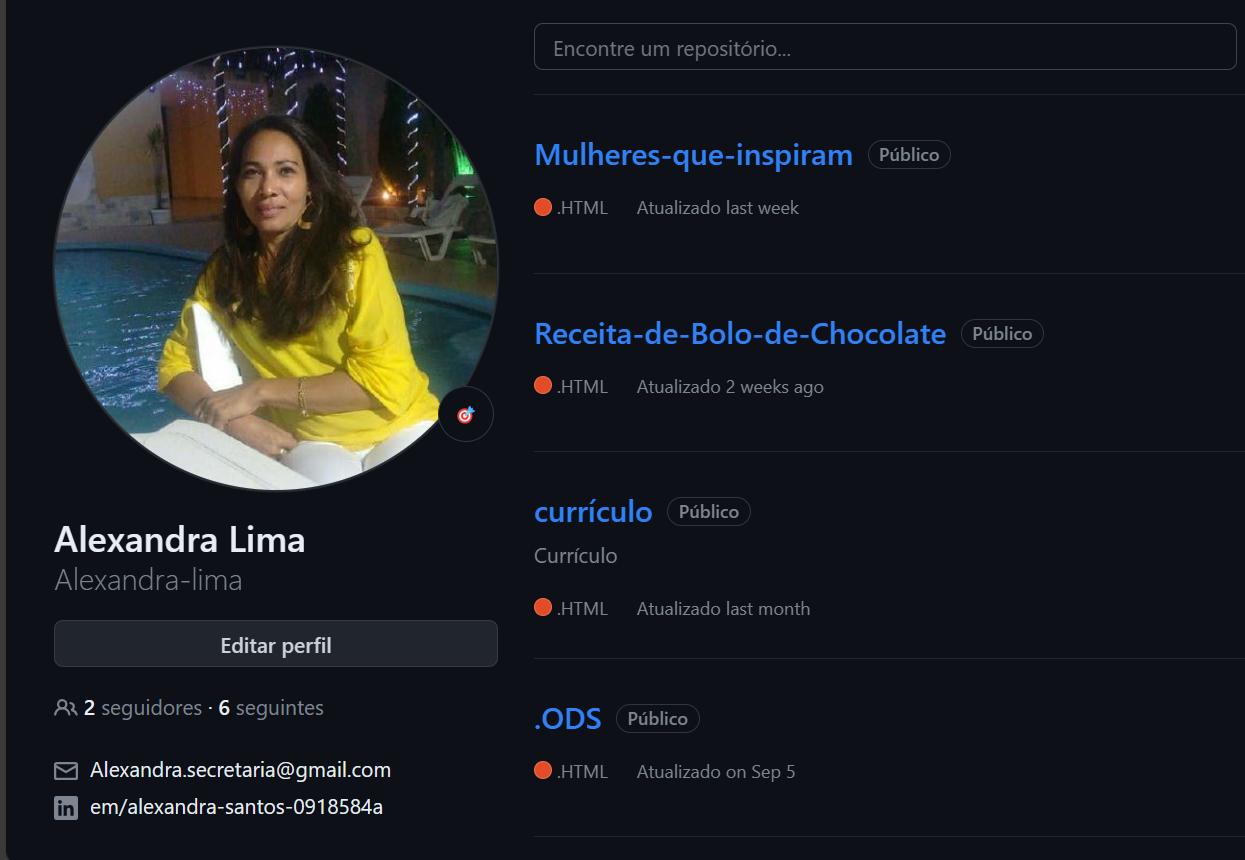 Encontre um repositório...
Mulheres-que-inspiram Público
.HTML Atualizado last week
Receita-de-Bolo-de-Chocolate Público
.HTML Atualizado 2 weeks ago
currículo Público
Currículo
.HTML Atualizado last month
.ODS Público
.HTML Atualizado on Sep 5
Alexandra Lima
Alexandra-lima
Editar perfil
2 seguidores · 6 seguintes
Alexandra.secretaria@gmail.com
in em/alexandra-santos-0918584a